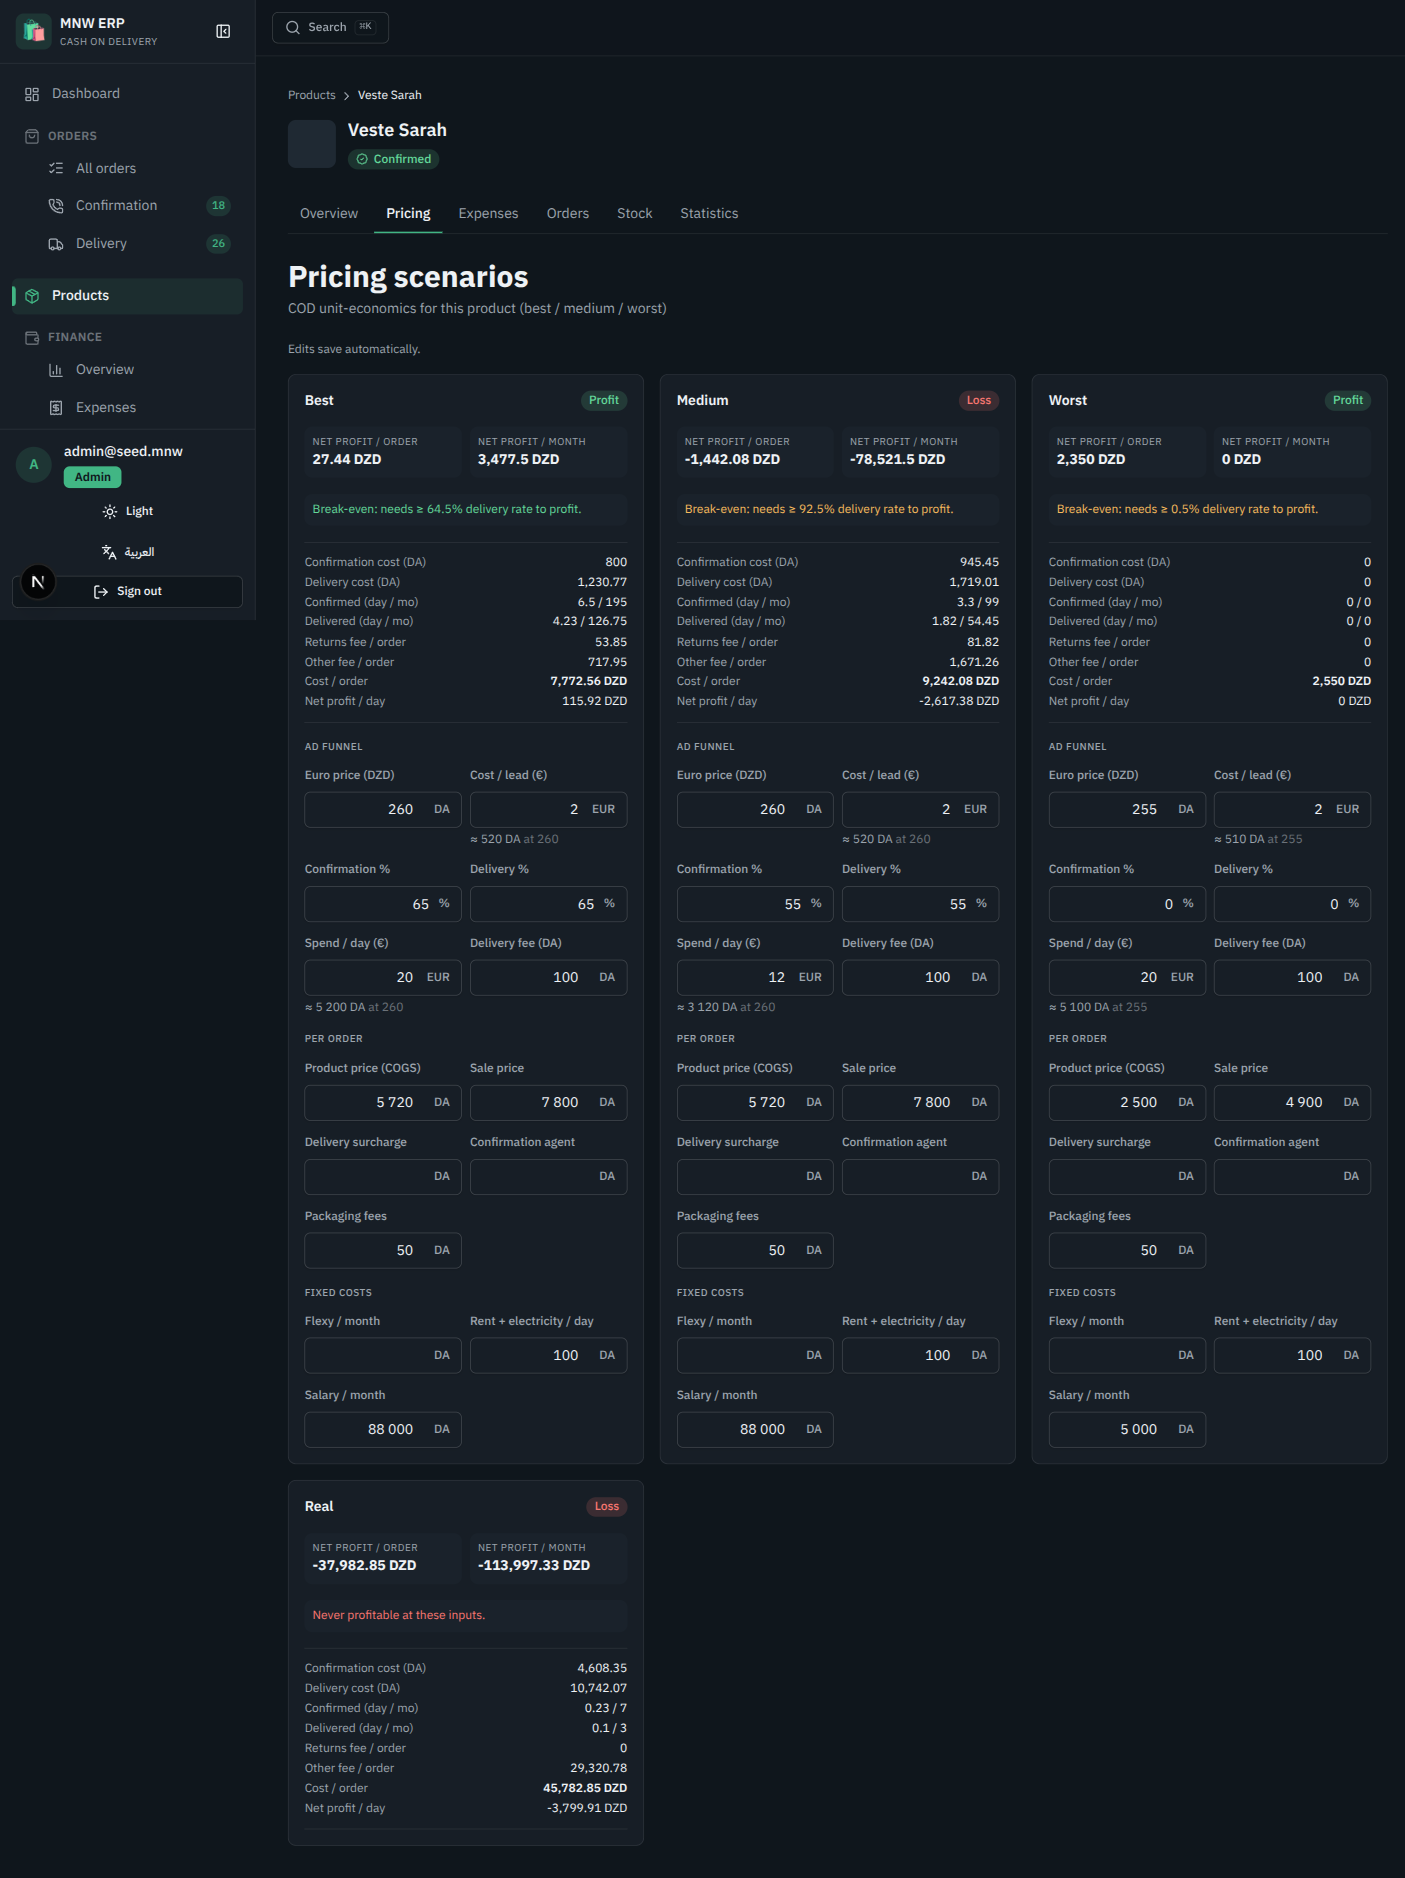 MNW ERP
CASH ON DELIVERY
Search ⌘K
Dashboard
ORDERS
All orders
Confirmation 18
Delivery 26
Products
FINANCE
Overview
Expenses
A
admin@seed.mnw
Admin
Light
العربية
N
Sign out
Products > Veste Sarah
Veste Sarah
Confirmed
Overview Pricing Expenses Orders Stock Statistics
Pricing scenarios
COD unit-economics for this product (best / medium / worst)
Edits save automatically.
Best Profit
NET PROFIT / ORDER NET PROFIT / MONTH
27.44 DZD 3,477.5 DZD
Break-even: needs ≥ 64.5% delivery rate to profit.
Confirmation cost (DA) 800
Delivery cost (DA) 1,230.77
Confirmed (day / mo) 6.5 / 195
Delivered (day / mo) 4.23 / 126.75
Returns fee / order 53.85
Other fee / order 717.95
Cost / order 7,772.56 DZD
Net profit / day 115.92 DZD
AD FUNNEL
Euro price (DZD) Cost / lead (€)
260 DA 2 EUR
≈ 520 DA at 260
Confirmation % Delivery %
65 % 65 %
Spend / day (€) Delivery fee (DA)
20 EUR 100 DA
≈ 5 200 DA at 260
PER ORDER
Product price (COGS) Sale price
5 720 DA 7 800 DA
Delivery surcharge Confirmation agent
DA DA
Packaging fees
50 DA
FIXED COSTS
Flexy / month Rent + electricity / day
DA 100 DA
Salary / month
88 000 DA
Medium Loss
NET PROFIT / ORDER NET PROFIT / MONTH
-1,442.08 DZD -78,521.5 DZD
Break-even: needs ≥ 92.5% delivery rate to profit.
Confirmation cost (DA) 945.45
Delivery cost (DA) 1,719.01
Confirmed (day / mo) 3.3 / 99
Delivered (day / mo) 1.82 / 54.45
Returns fee / order 81.82
Other fee / order 1,671.26
Cost / order 9,242.08 DZD
Net profit / day -2,617.38 DZD
AD FUNNEL
Euro price (DZD) Cost / lead (€)
260 DA 2 EUR
≈ 520 DA at 260
Confirmation % Delivery %
55 % 55 %
Spend / day (€) Delivery fee (DA)
12 EUR 100 DA
≈ 3 120 DA at 260
PER ORDER
Product price (COGS) Sale price
5 720 DA 7 800 DA
Delivery surcharge Confirmation agent
DA DA
Packaging fees
50 DA
FIXED COSTS
Flexy / month Rent + electricity / day
DA 100 DA
Salary / month
88 000 DA
Worst Profit
NET PROFIT / ORDER NET PROFIT / MONTH
2,350 DZD 0 DZD
Break-even: needs ≥ 0.5% delivery rate to profit.
Confirmation cost (DA) 0
Delivery cost (DA) 0
Confirmed (day / mo) 0 / 0
Delivered (day / mo) 0 / 0
Returns fee / order 0
Other fee / order 0
Cost / order 2,550 DZD
Net profit / day 0 DZD
AD FUNNEL
Euro price (DZD) Cost / lead (€)
255 DA 2 EUR
≈ 510 DA at 255
Confirmation % Delivery %
0 % 0 %
Spend / day (€) Delivery fee (DA)
20 EUR 100 DA
≈ 5 100 DA at 255
PER ORDER
Product price (COGS) Sale price
2 500 DA 4 900 DA
Delivery surcharge Confirmation agent
DA DA
Packaging fees
50 DA
FIXED COSTS
Flexy / month Rent + electricity / day
DA 100 DA
Salary / month
5 000 DA
Real Loss
NET PROFIT / ORDER NET PROFIT / MONTH
-37,982.85 DZD -113,997.33 DZD
Never profitable at these inputs.
Confirmation cost (DA) 4,608.35
Delivery cost (DA) 10,742.07
Confirmed (day / mo) 0.23 / 7
Delivered (day / mo) 0.1 / 3
Returns fee / order 0
Other fee / order 29,320.78
Cost / order 45,782.85 DZD
Net profit / day -3,799.91 DZD